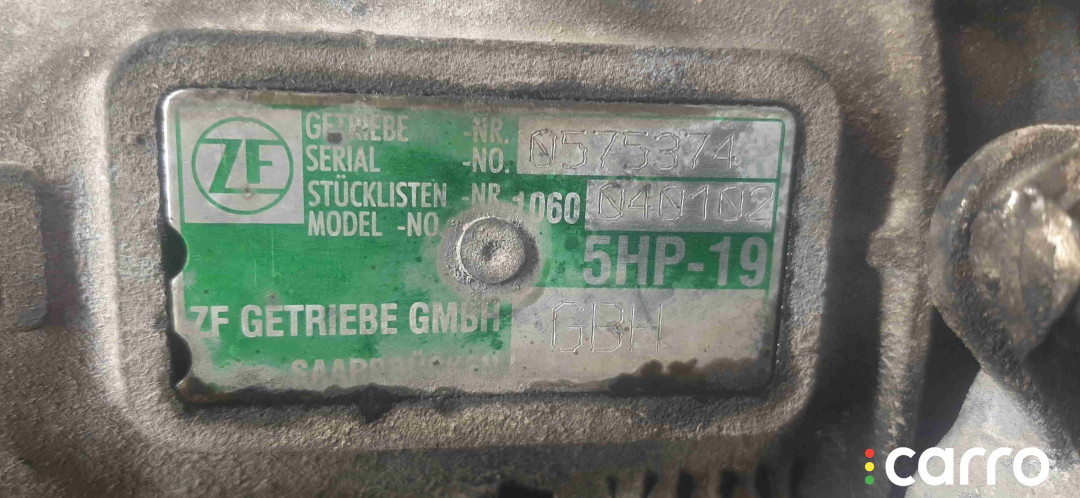 ZF
GETRIEBE -NR.
SERIAL -NO. 0575374
STÜCKLISTEN -NR.
MODEL -NO 1060 040102
5HP-19
ZF GETRIEBE GMBH
GBH
carro